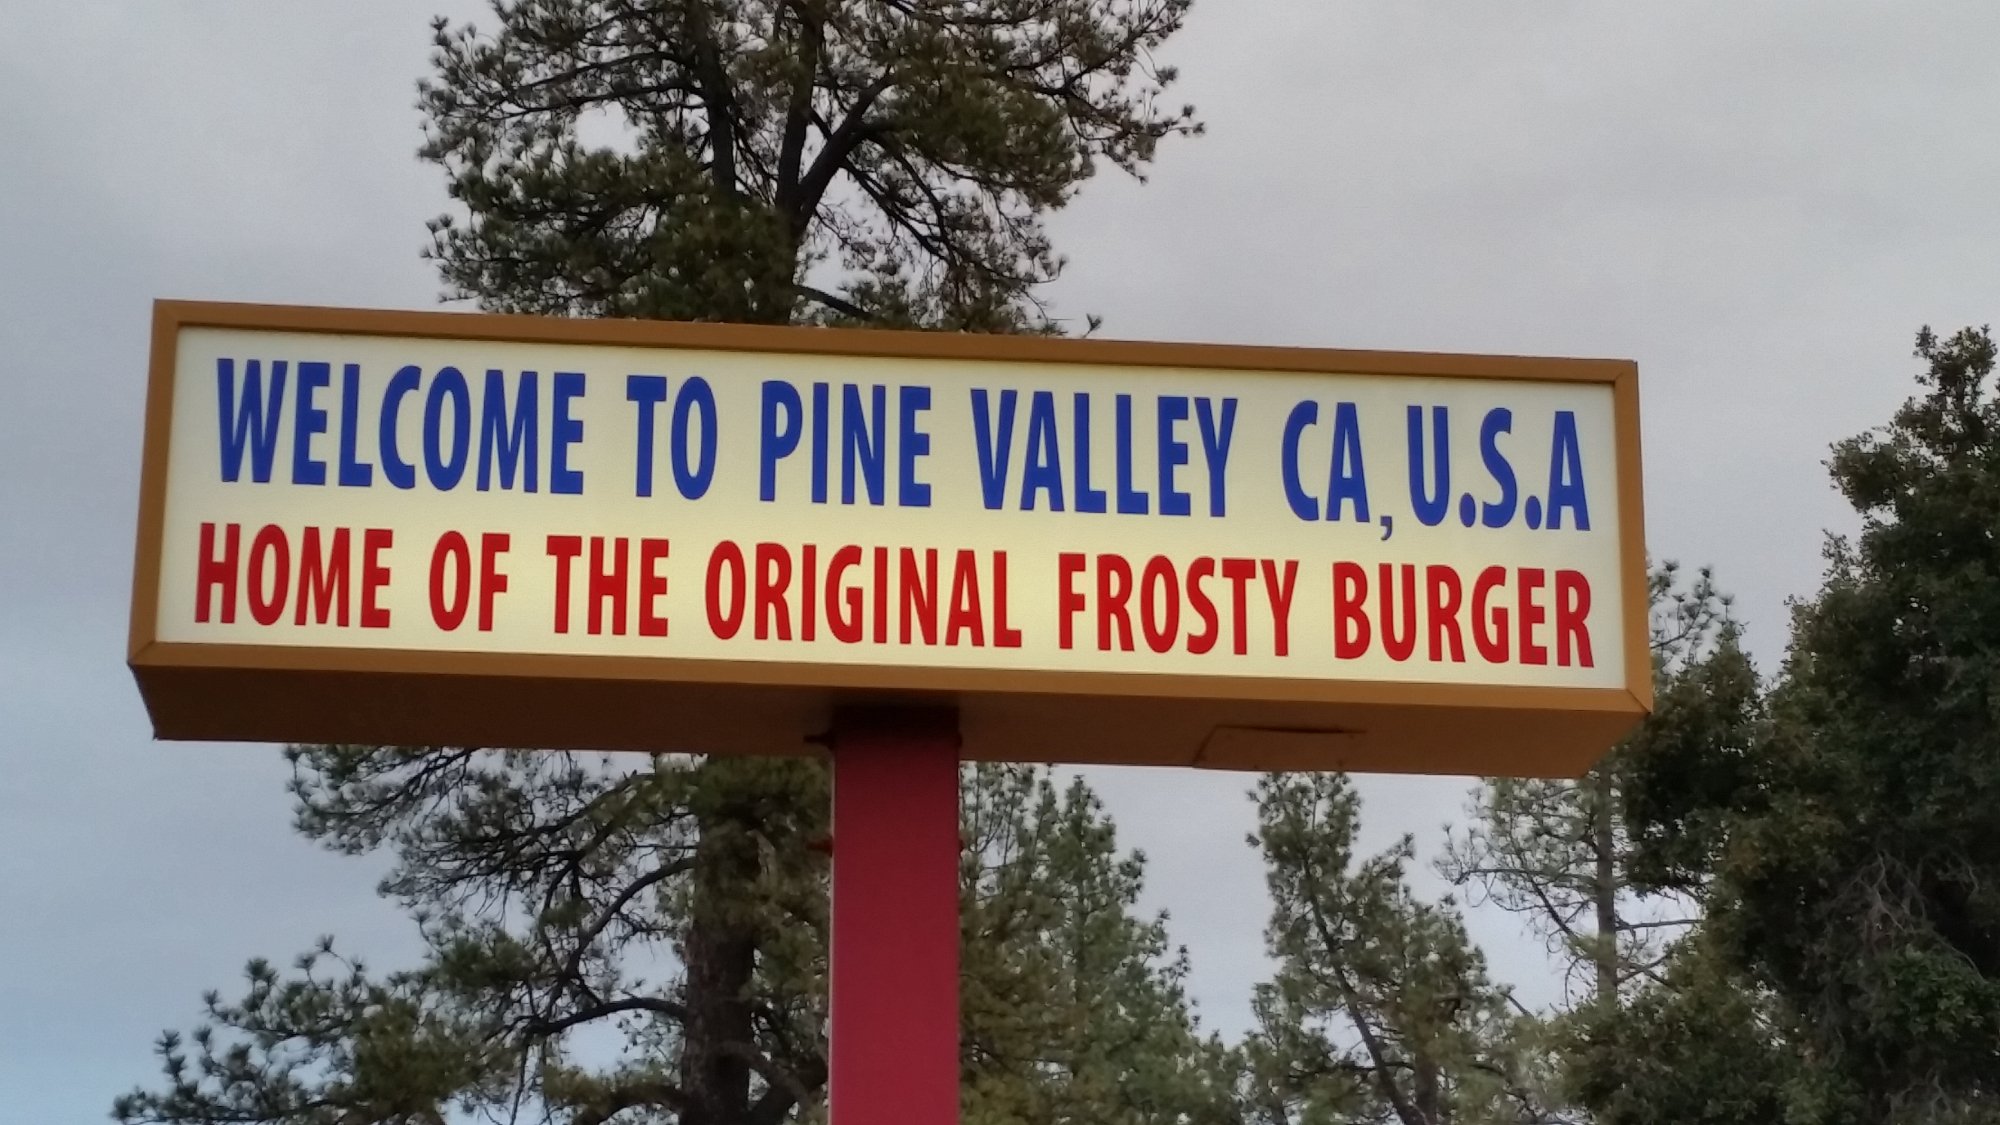 WELCOME TO PINE VALLEY CA,U.S.A
HOME OF THE ORIGINAL FROSTY BURGER